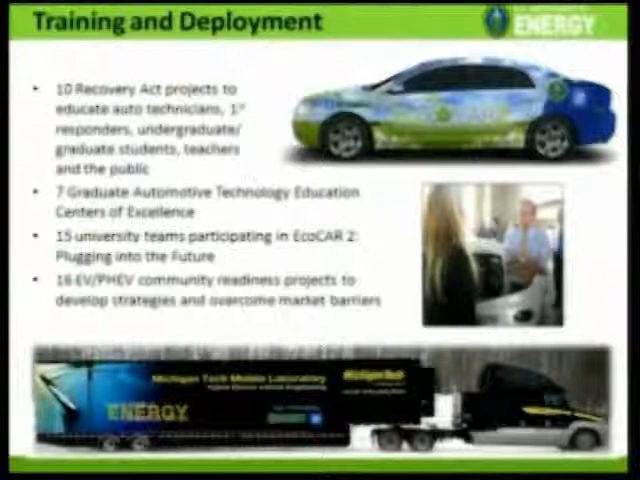 Training and Deployment
ENERGY
• 10 Recovery Act projects to
educate auto technicians, 1st
responders, undergraduate/
graduate students, teachers
and the public
• 7 Graduate Automotive Technology Education
Centers of Excellence
• 15 university teams participating in EcoCAR 2:
Plugging into the Future
• 16 EV/PHEV community readiness projects to
develop strategies and overcome market barriers
Michigan Tech Mobile Laboratory
MichiganTech
ENERGY